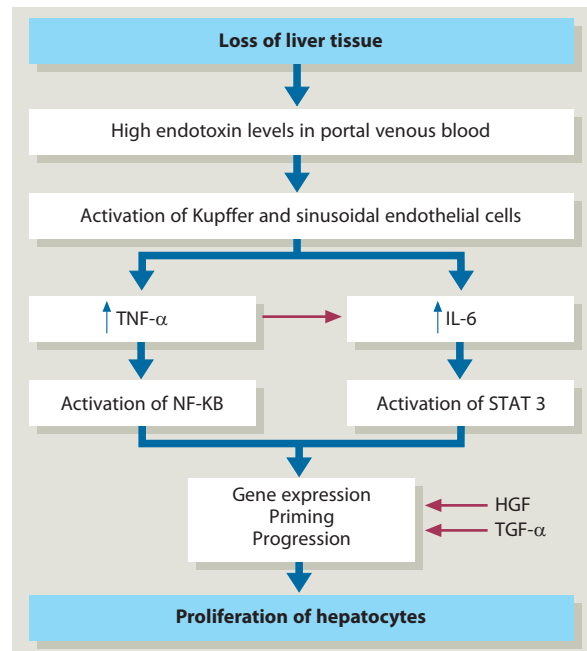 Loss of liver tissue
High endotoxin levels in portal venous blood
Activation of Kupffer and sinusoidal endothelial cells
TNF-α
IL-6
Activation of NF-KB
Activation of STAT 3
Gene expression
Priming
Progression
HGF
TGF-α
Proliferation of hepatocytes